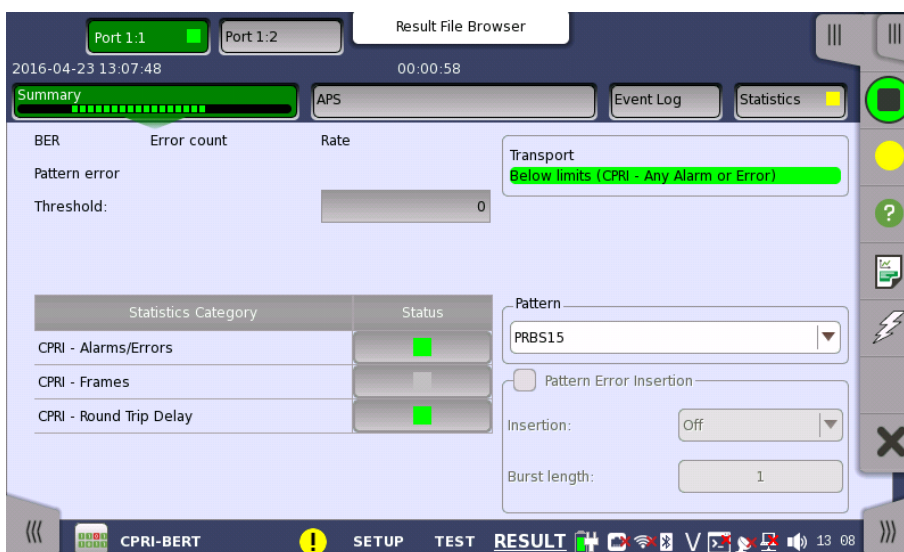 Port 1:1
Port 1:2
Result File Browser
2016-04-23 13:07:48
00:00:58
Summary
APS
Event Log
Statistics
BER Error count Rate
Pattern error
Threshold: 0
Transport
Below limits (CPRI - Any Alarm or Error)
Statistics Category Status
CPRI - Alarms/Errors
CPRI - Frames
CPRI - Round Trip Delay
Pattern
PRBS15
Pattern Error Insertion
Insertion: Off
Burst length: 1
CPRI-BERT
SETUP TEST RESULT
13 08